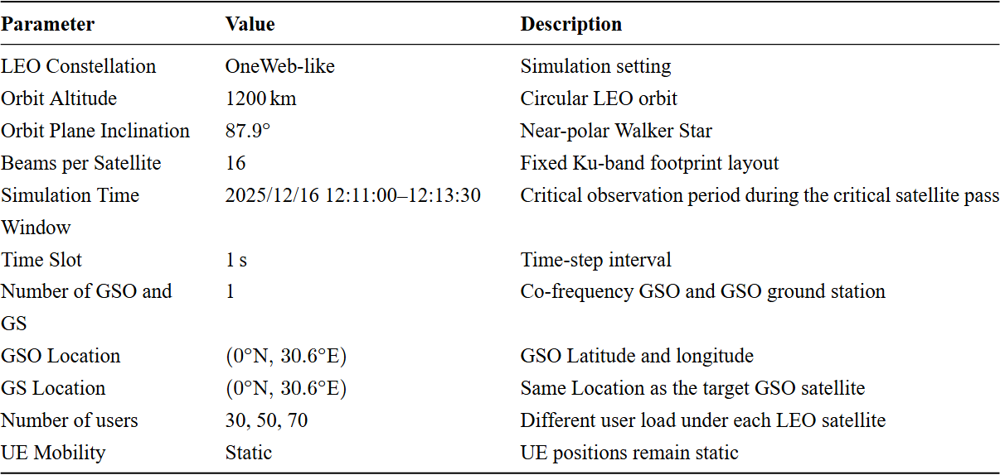 Parameter Value Description
LEO Constellation OneWeb-like Simulation setting
Orbit Altitude 1200 km Circular LEO orbit
Orbit Plane Inclination 87.9° Near-polar Walker Star
Beams per Satellite 16 Fixed Ku-band footprint layout
Simulation Time 2025/12/16 12:11:00–12:13:30 Critical observation period during the critical satellite pass
Window
Time Slot 1 s Time-step interval
Number of GSO and 1 Co-frequency GSO and GSO ground station
GS
GSO Location (0°N, 30.6°E) GSO Latitude and longitude
GS Location (0°N, 30.6°E) Same Location as the target GSO satellite
Number of users 30, 50, 70 Different user load under each LEO satellite
UE Mobility Static UE positions remain static